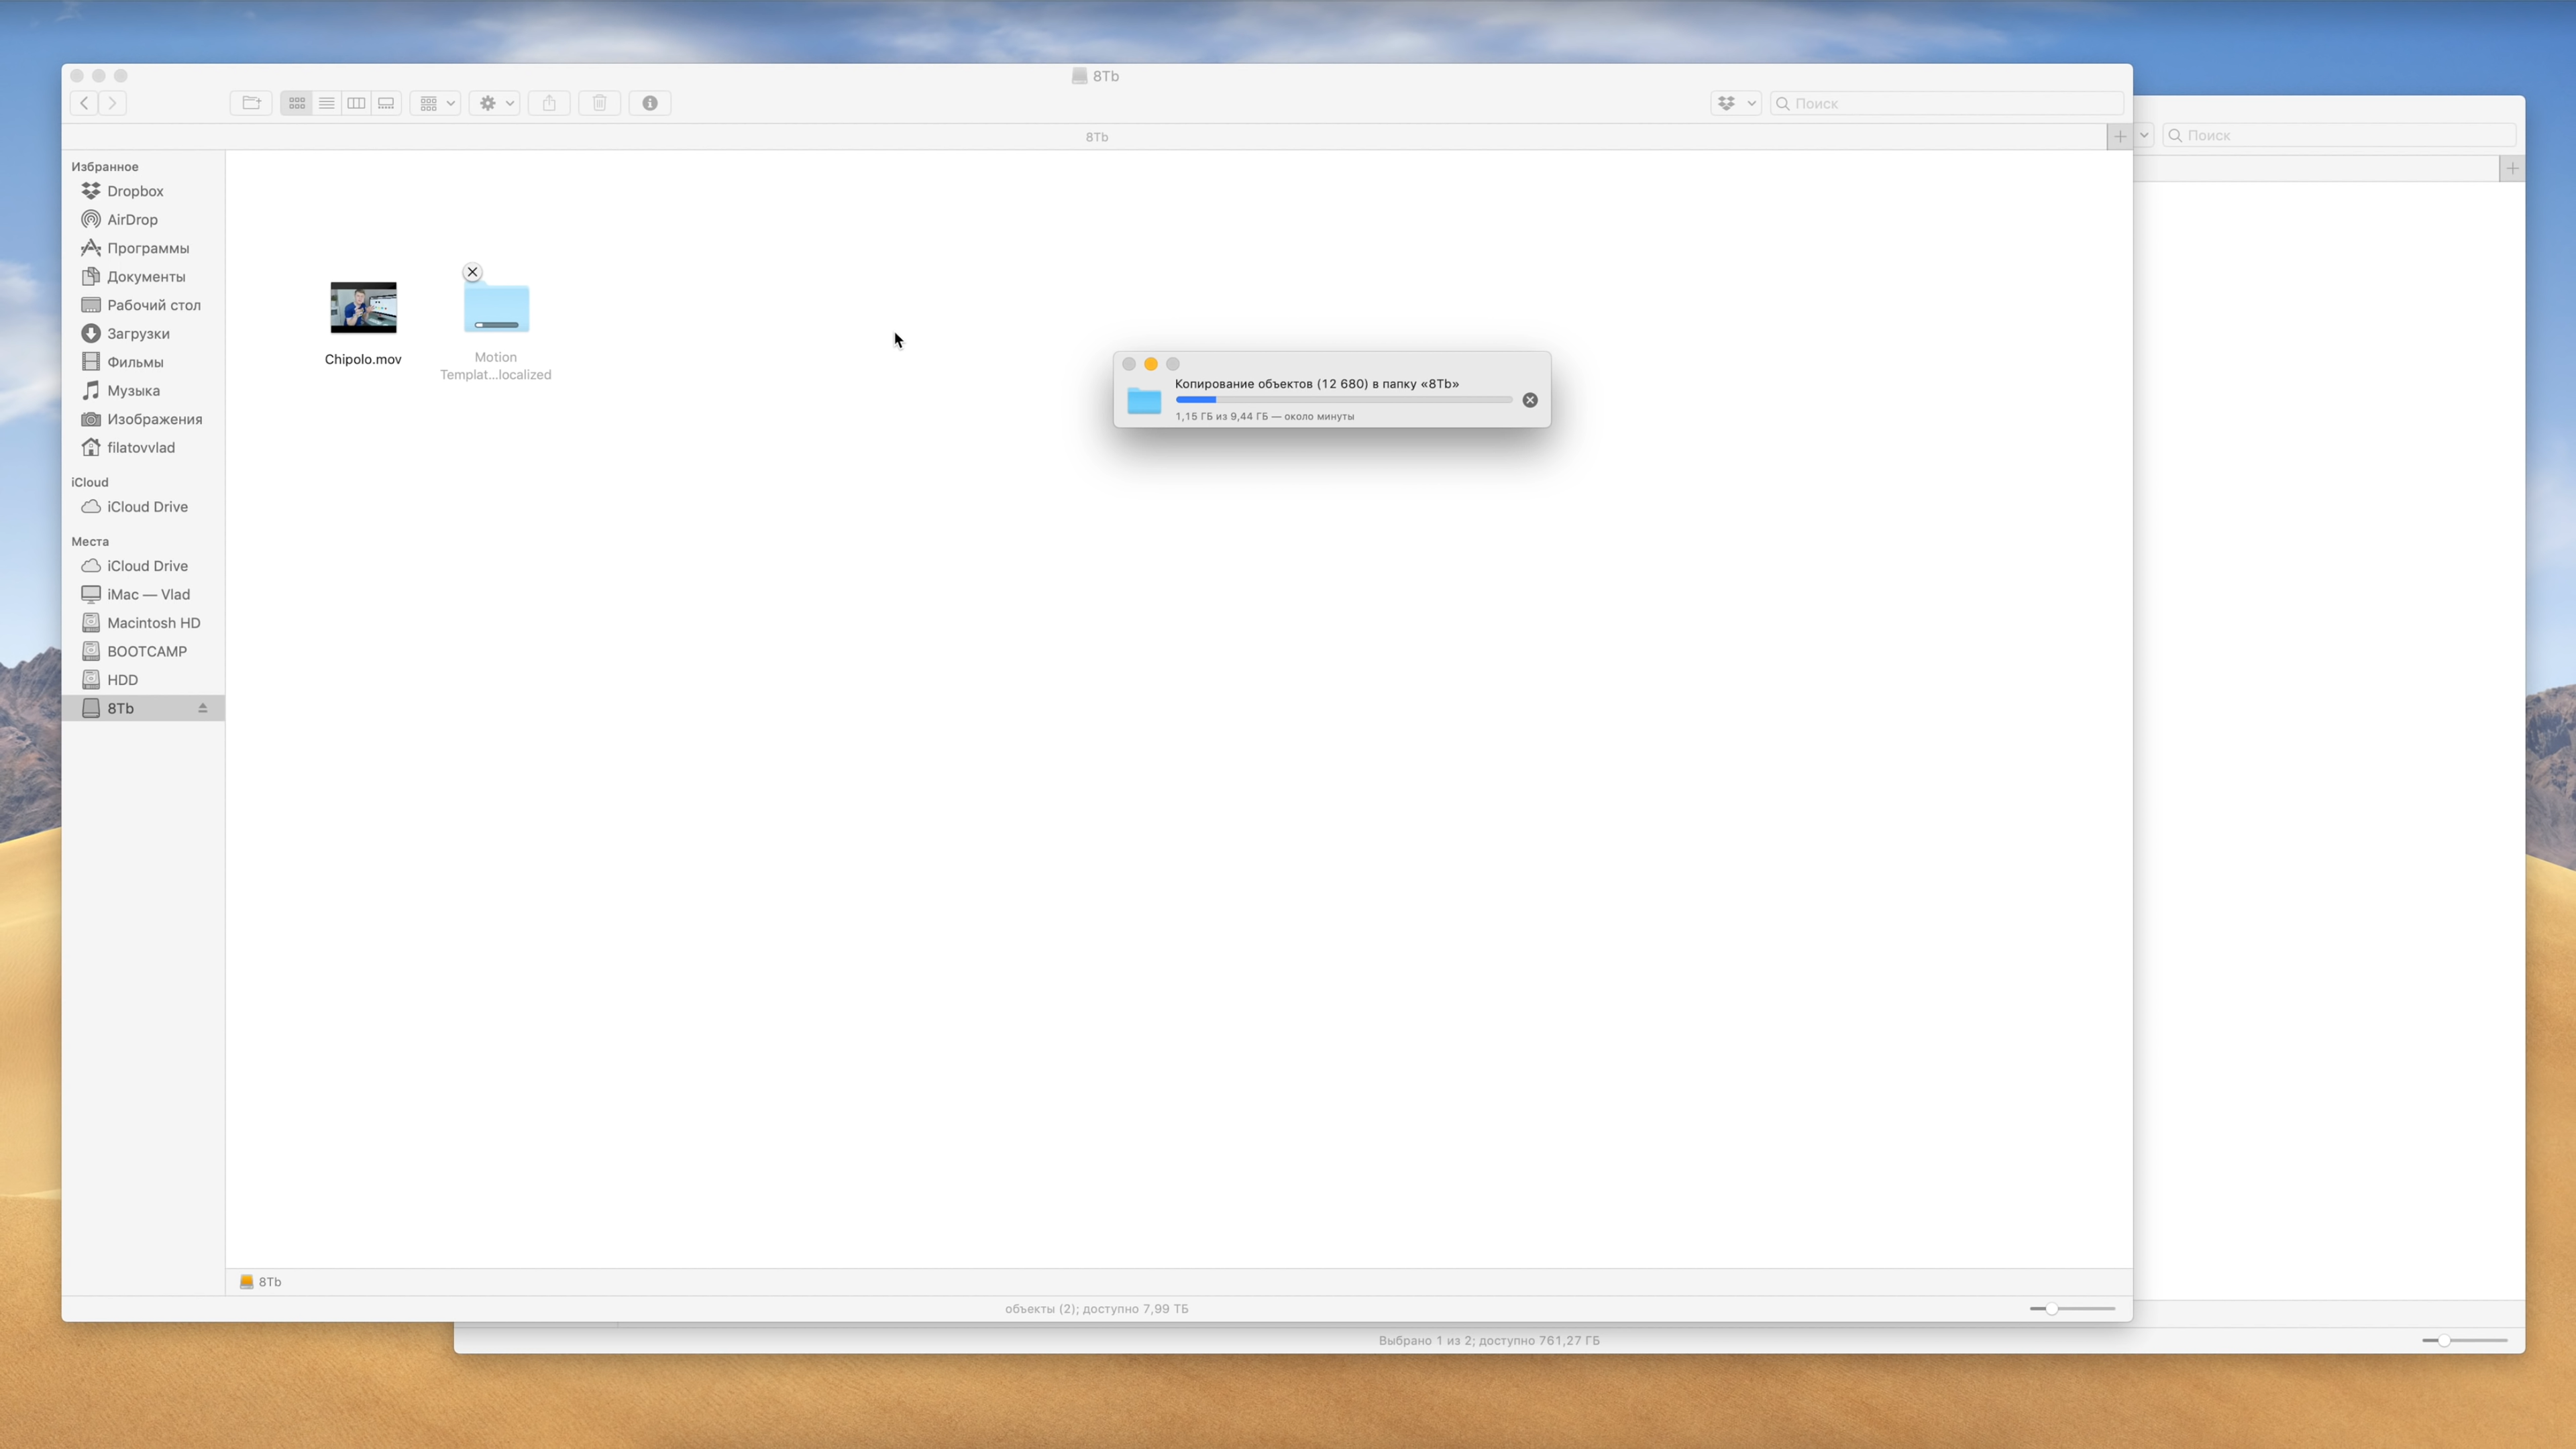 8Tb
Поиск
8Tb
Поиск
Избранное
Dropbox
AirDrop
Программы
Документы
Рабочий стол
Загрузки
Фильмы
Музыка
Изображения
filatovvlad
iCloud
iCloud Drive
Места
iCloud Drive
iMac — Vlad
Macintosh HD
BOOTCAMP
HDD
8Tb
Chipolo.mov
Motion
Templat...localized
Копирование объектов (12 680) в папку «8Tb»
1,15 ГБ из 9,44 ГБ — около минуты
8Tb
объекты (2); доступно 7,99 ТБ
Выбрано 1 из 2; доступно 761,27 ГБ